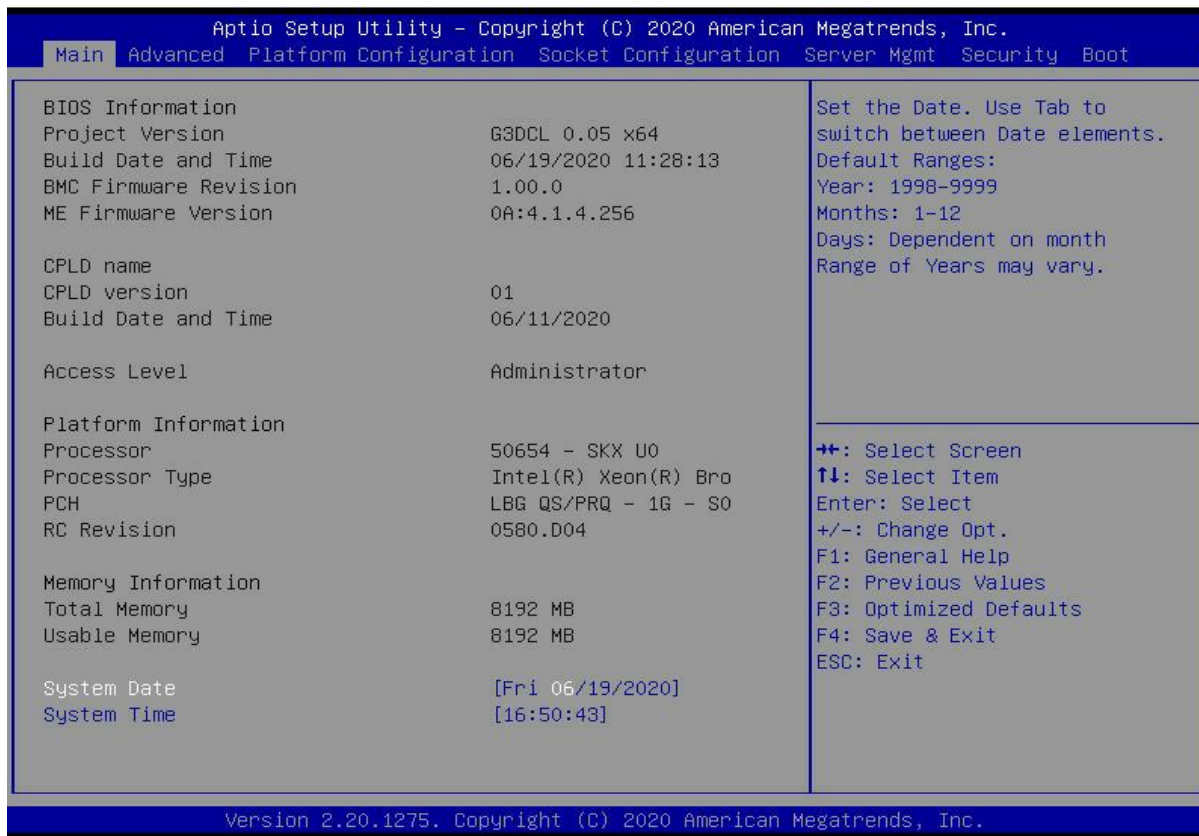 Aptio Setup Utility – Copyright (C) 2020 American Megatrends, Inc.
Main Advanced Platform Configuration Socket Configuration Server Mgmt Security Boot
BIOS Information
Project Version G3DCL 0.05 x64
Build Date and Time 06/19/2020 11:28:13
BMC Firmware Revision 1.00.0
ME Firmware Version 0A:4.1.4.256
CPLD name
CPLD version 01
Build Date and Time 06/11/2020
Access Level Administrator
Platform Information
Processor 50654 – SKX U0
Processor Type Intel(R) Xeon(R) Bro
PCH LBG QS/PRQ – 1G – S0
RC Revision 0580.D04
Memory Information
Total Memory 8192 MB
Usable Memory 8192 MB
System Date [Fri 06/19/2020]
System Time [16:50:43]
Set the Date. Use Tab to
switch between Date elements.
Default Ranges:
Year: 1998–9999
Months: 1–12
Days: Dependent on month
Range of Years may vary.
→←: Select Screen
↑↓: Select Item
Enter: Select
+/–: Change Opt.
F1: General Help
F2: Previous Values
F3: Optimized Defaults
F4: Save & Exit
ESC: Exit
Version 2.20.1275. Copyright (C) 2020 American Megatrends, Inc.